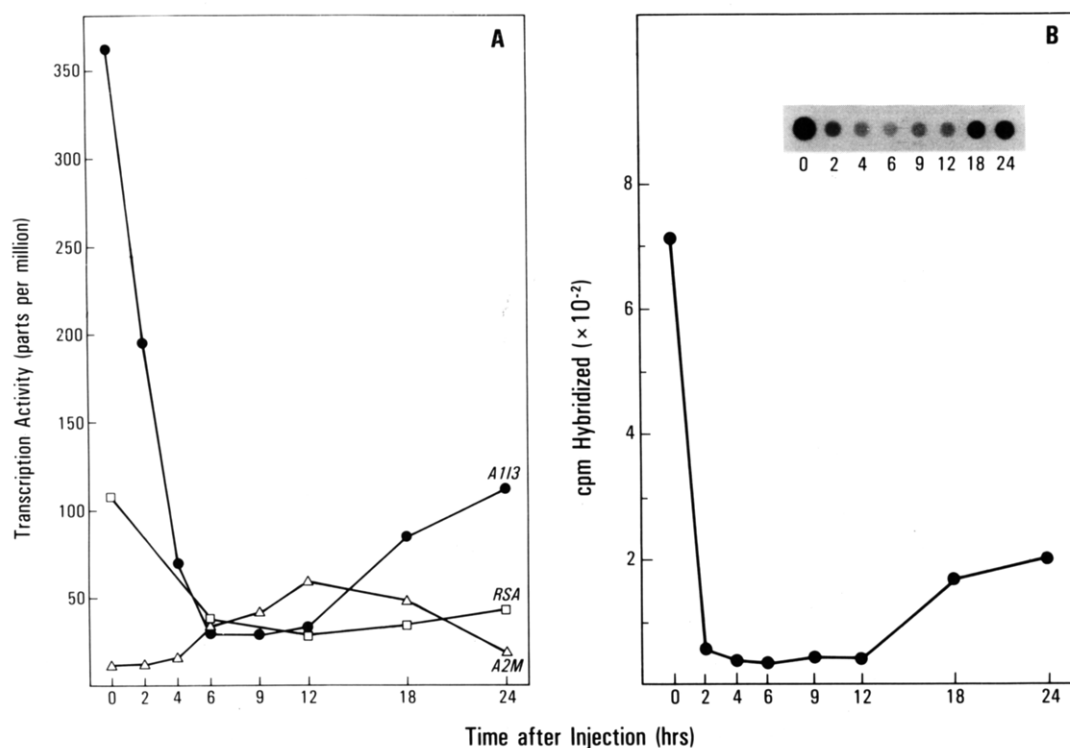 A
350
300
250
200
150
100
50
Transcription Activity (parts per million)
A1I3
RSA
A2M
0 2 4 6 9 12 18 24
B
0 2 4 6 9 12 18 24
8
6
4
2
cpm Hybridized (× 10⁻²)
0 2 4 6 9 12 18 24
Time after Injection (hrs)